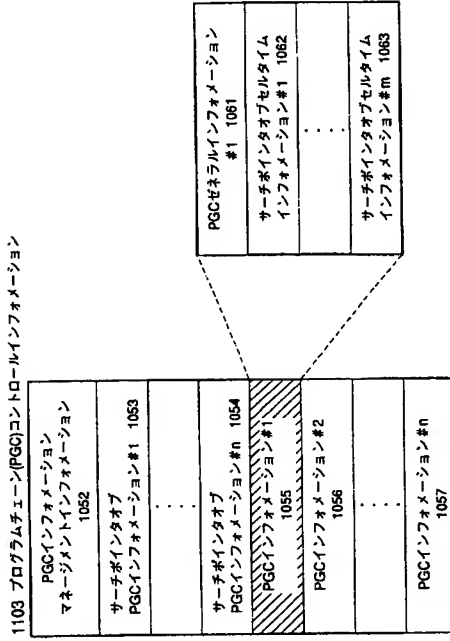 1103 プログラムチェーン(PGC)コントロールインフォメーション
PGCインフォメーション
マネージメントインフォメーション
1052
サーチポインタオブ
PGCインフォメーション#1 1053
.....
サーチポインタオブ
PGCインフォメーション#n 1054
PGCインフォメーション#1
1055
PGCインフォメーション#2
1056
.....
PGCインフォメーション#n
1057
PGCゼネラルインフォメーション
#1 1061
サーチポインタオブセルタイム
インフォメーション#1 1062
.....
サーチポインタオブセルタイム
インフォメーション#m 1063